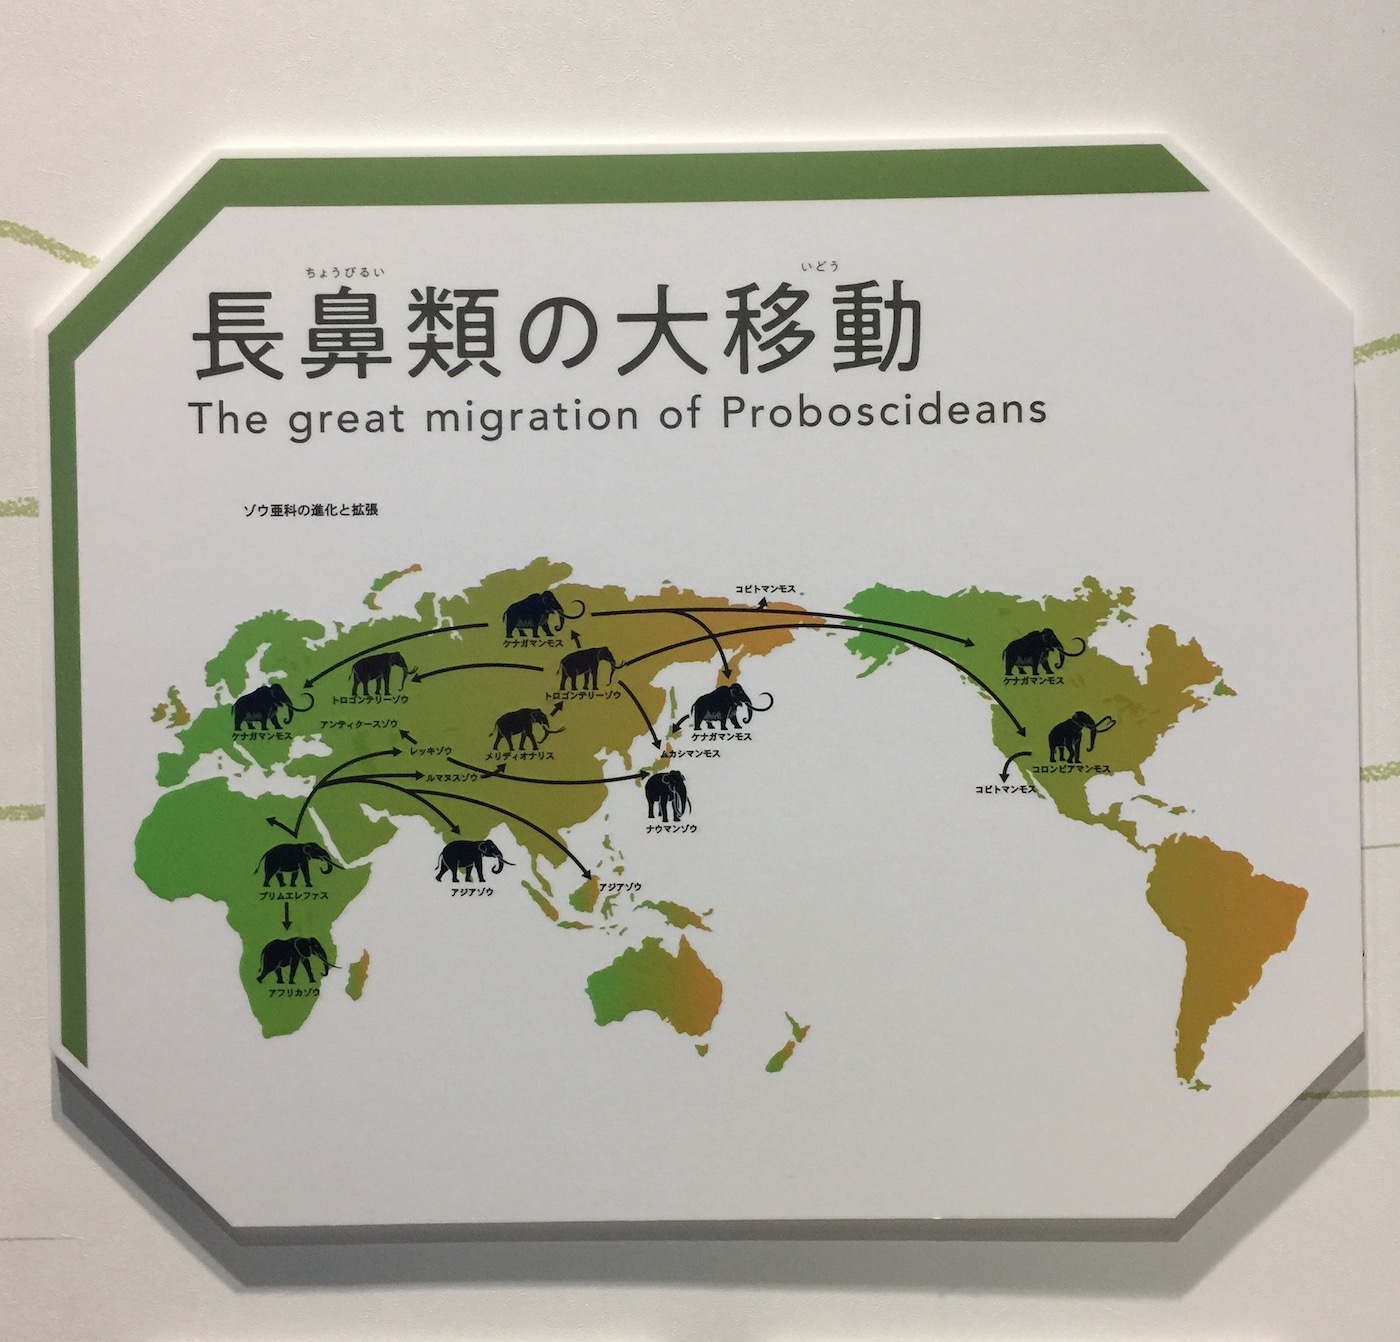 ちょうびるい いどう
長鼻類の大移動
The great migration of Proboscideans
ゾウ亜科の進化と拡張
コビトマンモス
ケナガマンモス
ケナガマンモス
トロゴンテリーゾウ
トロゴンテリーゾウ
ケナガマンモス
アンティクースゾウ
ケナガマンモス
レッキゾウ
メリディオナリス
ムカシマンモス
コロンビアマンモス
ルマヌスゾウ
コビトマンモス
ナウマンゾウ
プリムエレファス
アジアゾウ
アジアゾウ
アフリカゾウ